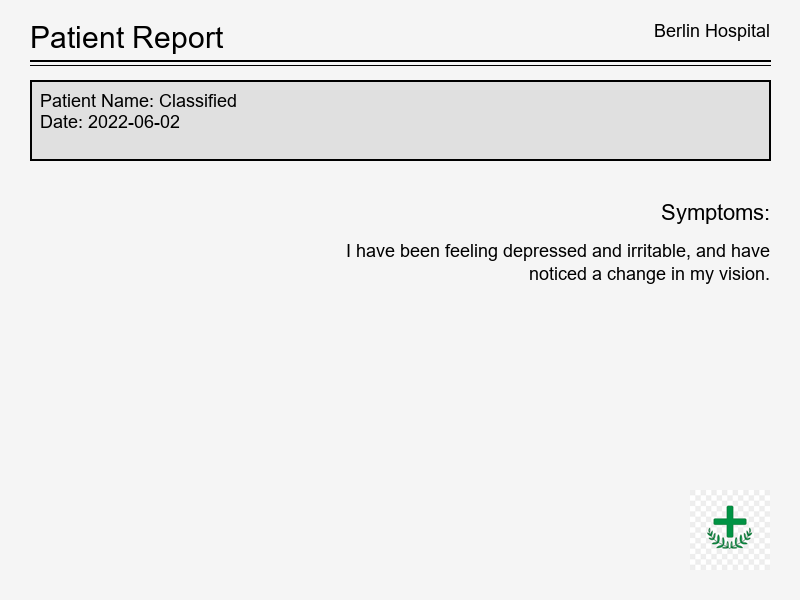 Patient Report
Berlin Hospital
Patient Name: Classified
Date: 2022-06-02
Symptoms:
I have been feeling depressed and irritable, and have
noticed a change in my vision.